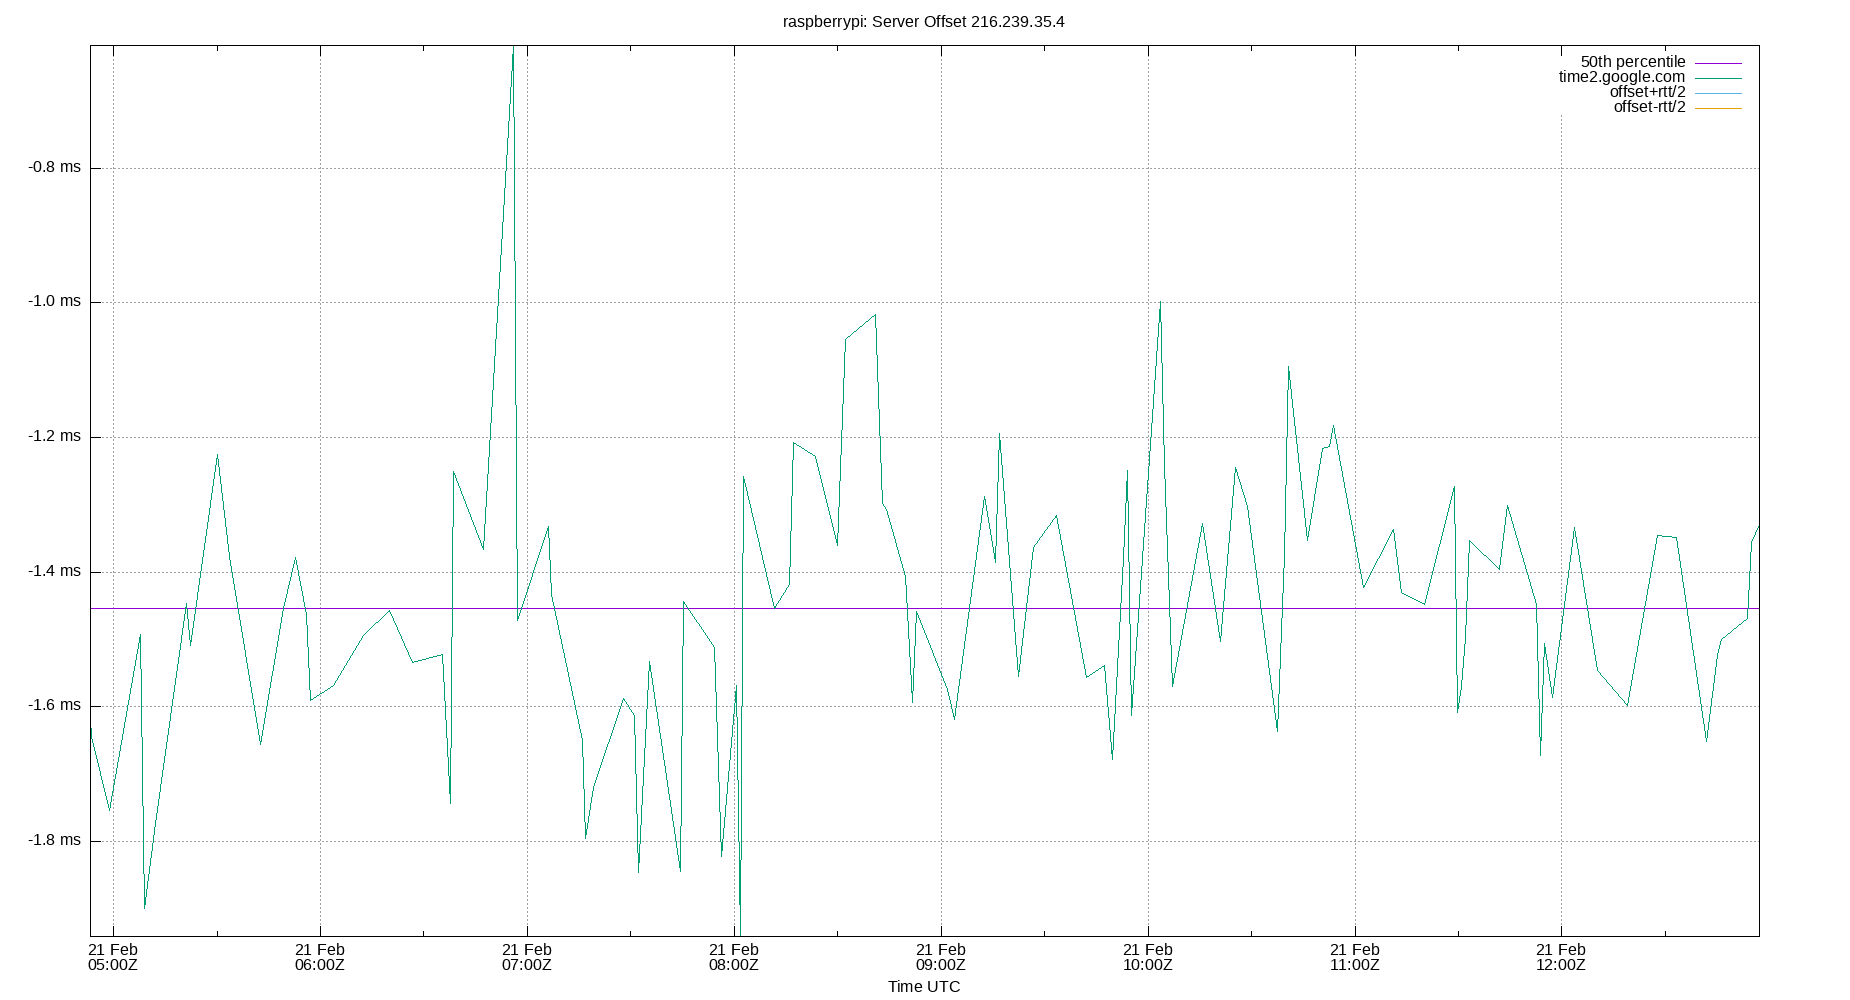 raspberrypi: Server Offset 216.239.35.4
50th percentile
time2.google.com
offset+rtt/2
offset-rtt/2
-0.8 ms
-1.0 ms
-1.2 ms
-1.4 ms
-1.6 ms
-1.8 ms
21 Feb 21 Feb 21 Feb 21 Feb 21 Feb 21 Feb 21 Feb 21 Feb
05:00Z 06:00Z 07:00Z 08:00Z 09:00Z 10:00Z 11:00Z 12:00Z
Time UTC